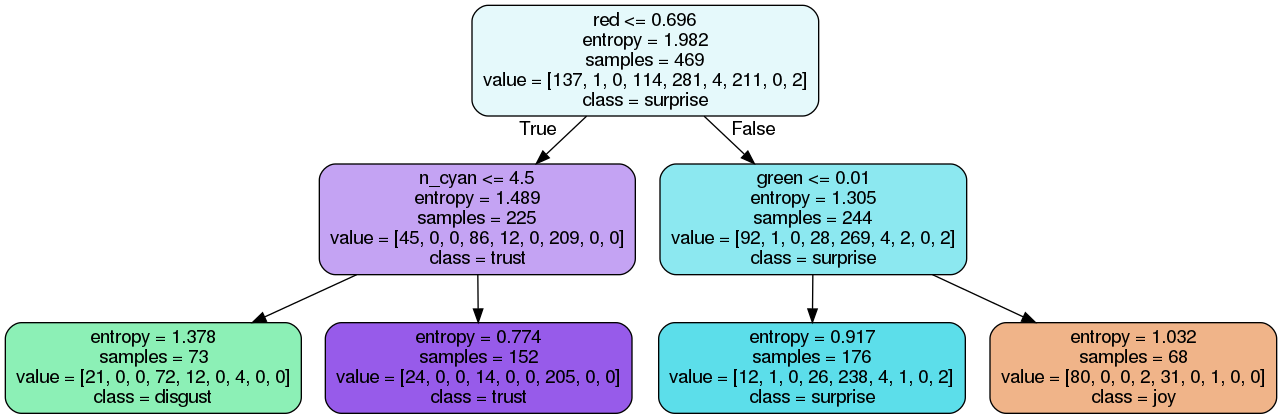 red <= 0.696
entropy = 1.982
samples = 469
value = [137, 1, 0, 114, 281, 4, 211, 0, 2]
class = surprise
True
False
n_cyan <= 4.5
entropy = 1.489
samples = 225
value = [45, 0, 0, 86, 12, 0, 209, 0, 0]
class = trust
green <= 0.01
entropy = 1.305
samples = 244
value = [92, 1, 0, 28, 269, 4, 2, 0, 2]
class = surprise
entropy = 1.378
samples = 73
value = [21, 0, 0, 72, 12, 0, 4, 0, 0]
class = disgust
entropy = 0.774
samples = 152
value = [24, 0, 0, 14, 0, 0, 205, 0, 0]
class = trust
entropy = 0.917
samples = 176
value = [12, 1, 0, 26, 238, 4, 1, 0, 2]
class = surprise
entropy = 1.032
samples = 68
value = [80, 0, 0, 2, 31, 0, 1, 0, 0]
class = joy